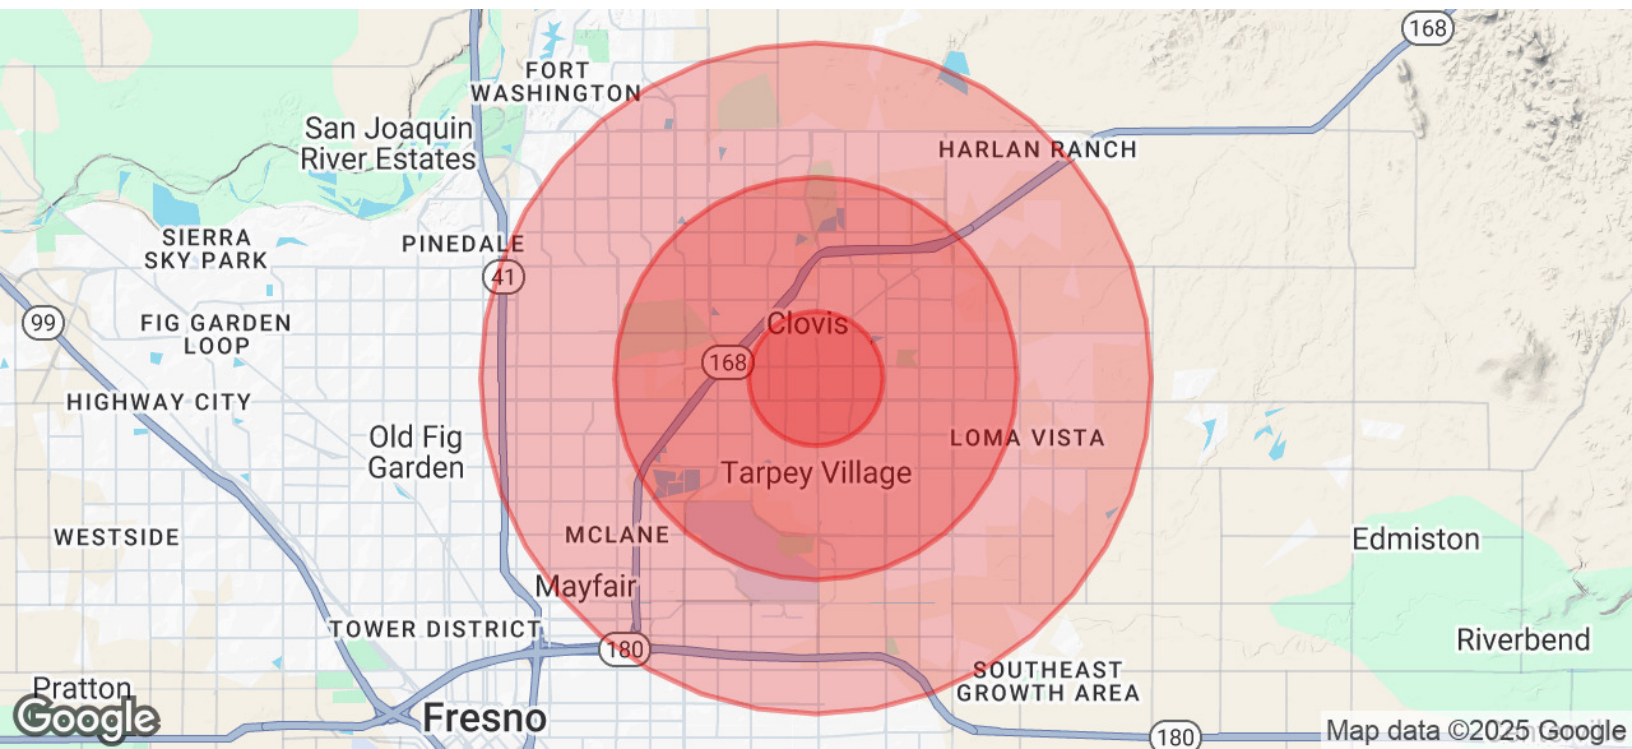 168
FORT
WASHINGTON
San Joaquin
River Estates
HARLAN RANCH
SIERRA
SKY PARK
PINEDALE
41
99
FIG GARDEN
LOOP
Clovis
168
HIGHWAY CITY
Old Fig
Garden
LOMA VISTA
Tarpey Village
WESTSIDE
MCLANE
Edmiston
Mayfair
TOWER DISTRICT
180
Riverbend
SOUTHEAST
GROWTH AREA
Pratton
Google
Fresno
180
Map data ©2025 Google